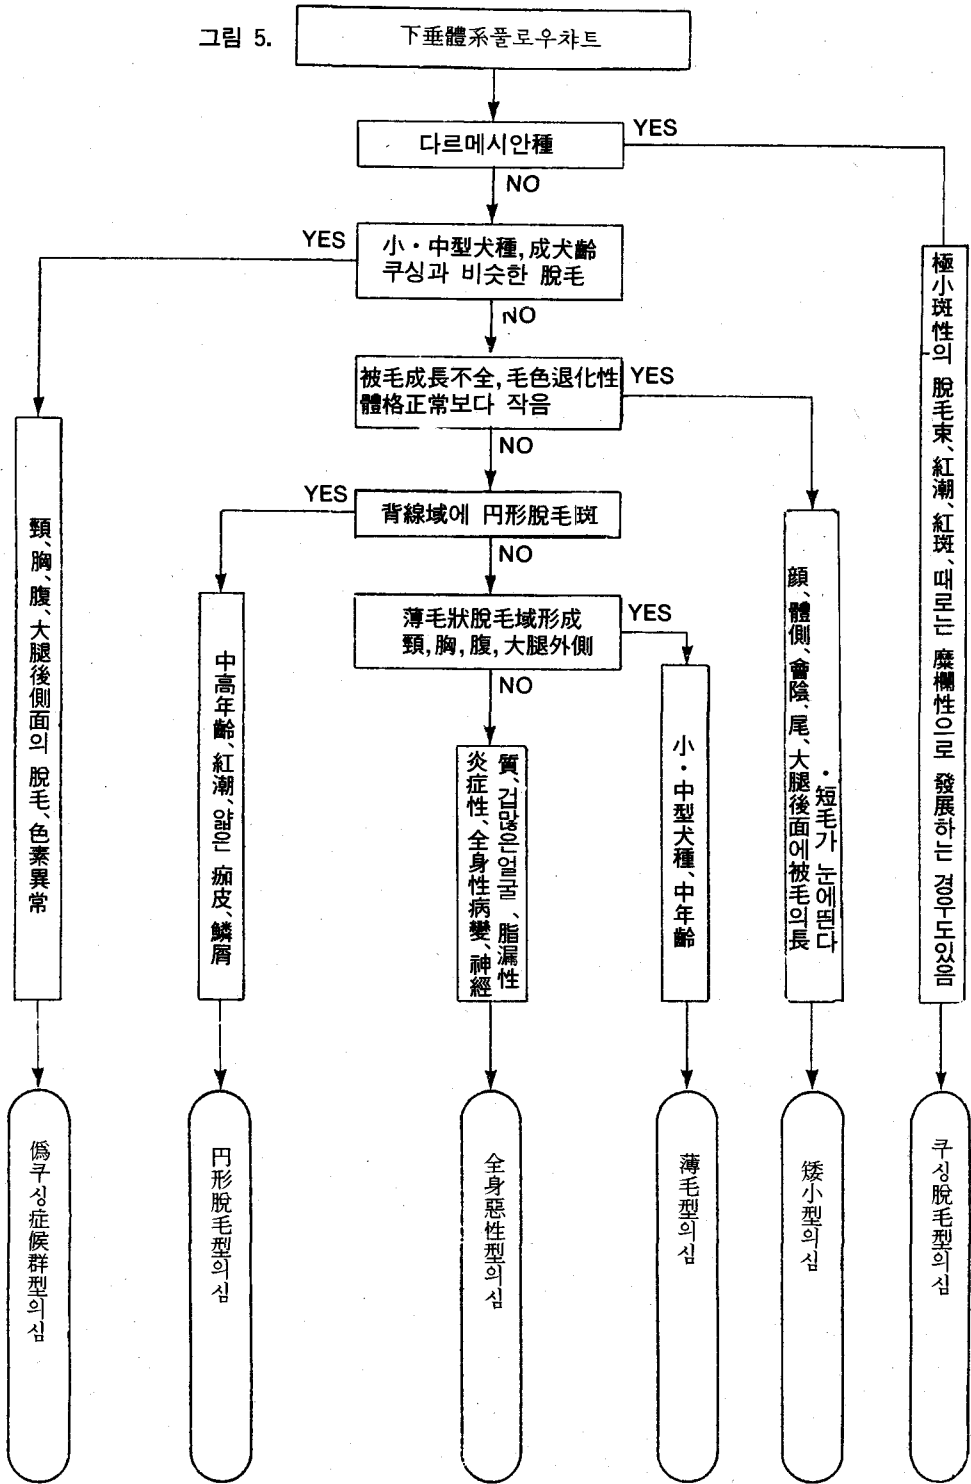 그림 5.
下垂體系풀로우챠트
다르메시안種
YES
NO
小・中型犬種, 成犬齡
쿠싱과 비슷한 脫毛
YES
NO
被毛成長不全, 毛色退化性
體格正常보다 작음
YES
NO
背線域에 円形脫毛斑
YES
NO
薄毛狀脫毛域形成
頸, 胸, 腹, 大腿外側
YES
NO
頸、胸、腹、大腿後側面의 脫毛、色素異常
中高年齡、紅潮、얇은 痂皮、鱗屑
炎症性、全身性病變、神經
質、겁많은얼굴、脂漏性
小・中型犬種、中年齡
顔、體側、會陰、尾、大腿後面에被毛의長
・短毛가 눈에띈다
極小斑性의 脫毛束、紅潮、紅斑、때로는 糜欄性으로 發展하는 경우도있음
僞쿠싱症候群型의심
円形脫毛型의심
全身惡性型의심
薄毛型의심
矮小型의심
쿠싱脫毛型의심